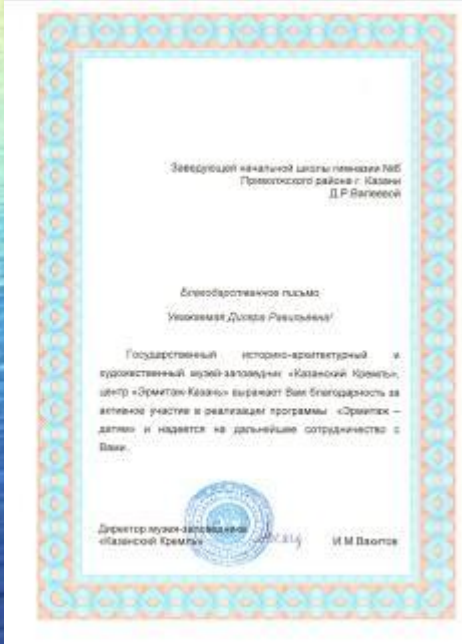 Заведующей начальной школы гимназии №6
Приволжского района г. Казани
Д.Р.Валеевой
Благодарственное письмо
Уважаемая Диляра Равильевна!
Государственный историко-архитектурный и
художественный музей-заповедник «Казанский Кремль»,
центр «Эрмитаж-Казань» выражает Вам благодарность за
активное участие в реализации программы «Эрмитаж –
детям» и надеется на дальнейшее сотрудничество с
Вами.
Директор музея-заповедника
«Казанский Кремль»
И.М.Вахитов